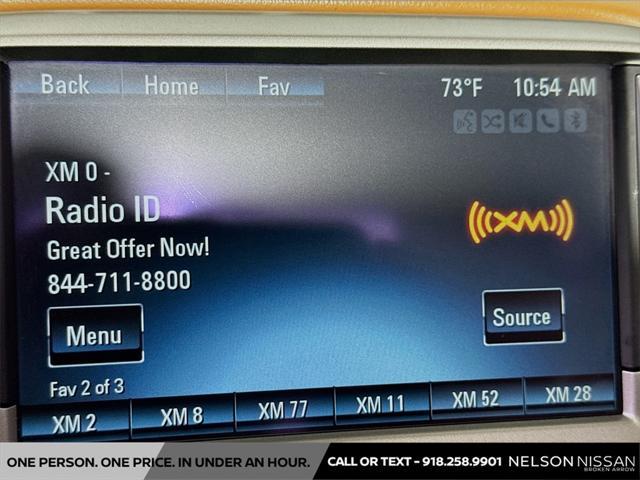 Back Home Fav 73°F 10:54 AM
XM 0 -
Radio ID
Great Offer Now!
844-711-8800
((XM))
Menu
Source
Fav 2 of 3
XM 2 XM 8 XM 77 XM 11 XM 52 XM 28
ONE PERSON. ONE PRICE. IN UNDER AN HOUR. CALL OR TEXT - 918.258.9901 NELSON NISSAN
BROKEN ARROW